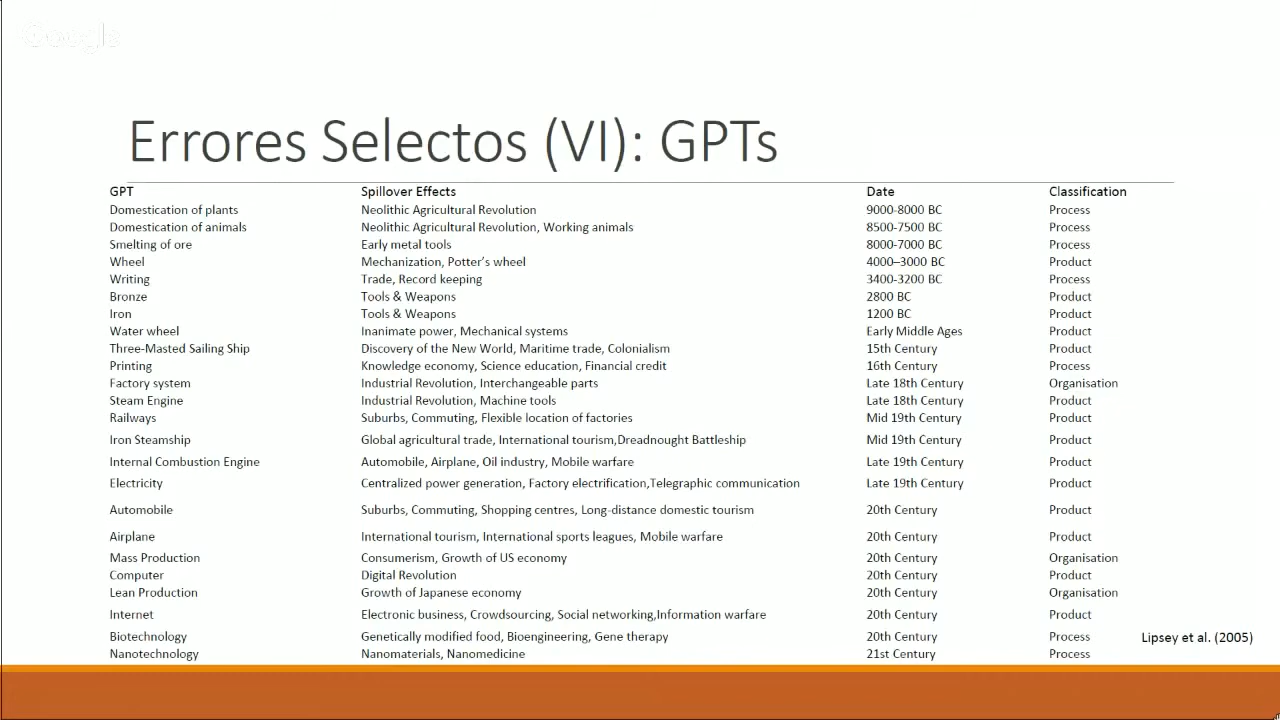 Google
Errores Selectos (VI): GPTs
GPT Spillover Effects Date Classification
Domestication of plants Neolithic Agricultural Revolution 9000-8000 BC Process
Domestication of animals Neolithic Agricultural Revolution, Working animals 8500-7500 BC Process
Smelting of ore Early metal tools 8000-7000 BC Process
Wheel Mechanization, Potter's wheel 4000–3000 BC Product
Writing Trade, Record keeping 3400-3200 BC Process
Bronze Tools & Weapons 2800 BC Product
Iron Tools & Weapons 1200 BC Product
Water wheel Inanimate power, Mechanical systems Early Middle Ages Product
Three-Masted Sailing Ship Discovery of the New World, Maritime trade, Colonialism 15th Century Product
Printing Knowledge economy, Science education, Financial credit 16th Century Process
Factory system Industrial Revolution, Interchangeable parts Late 18th Century Organisation
Steam Engine Industrial Revolution, Machine tools Late 18th Century Product
Railways Suburbs, Commuting, Flexible location of factories Mid 19th Century Product
Iron Steamship Global agricultural trade, International tourism,Dreadnought Battleship Mid 19th Century Product
Internal Combustion Engine Automobile, Airplane, Oil industry, Mobile warfare Late 19th Century Product
Electricity Centralized power generation, Factory electrification,Telegraphic communication Late 19th Century Product
Automobile Suburbs, Commuting, Shopping centres, Long-distance domestic tourism 20th Century Product
Airplane International tourism, International sports leagues, Mobile warfare 20th Century Product
Mass Production Consumerism, Growth of US economy 20th Century Organisation
Computer Digital Revolution 20th Century Product
Lean Production Growth of Japanese economy 20th Century Organisation
Internet Electronic business, Crowdsourcing, Social networking,Information warfare 20th Century Product
Biotechnology Genetically modified food, Bioengineering, Gene therapy 20th Century Process Lipsey et al. (2005)
Nanotechnology Nanomaterials, Nanomedicine 21st Century Process